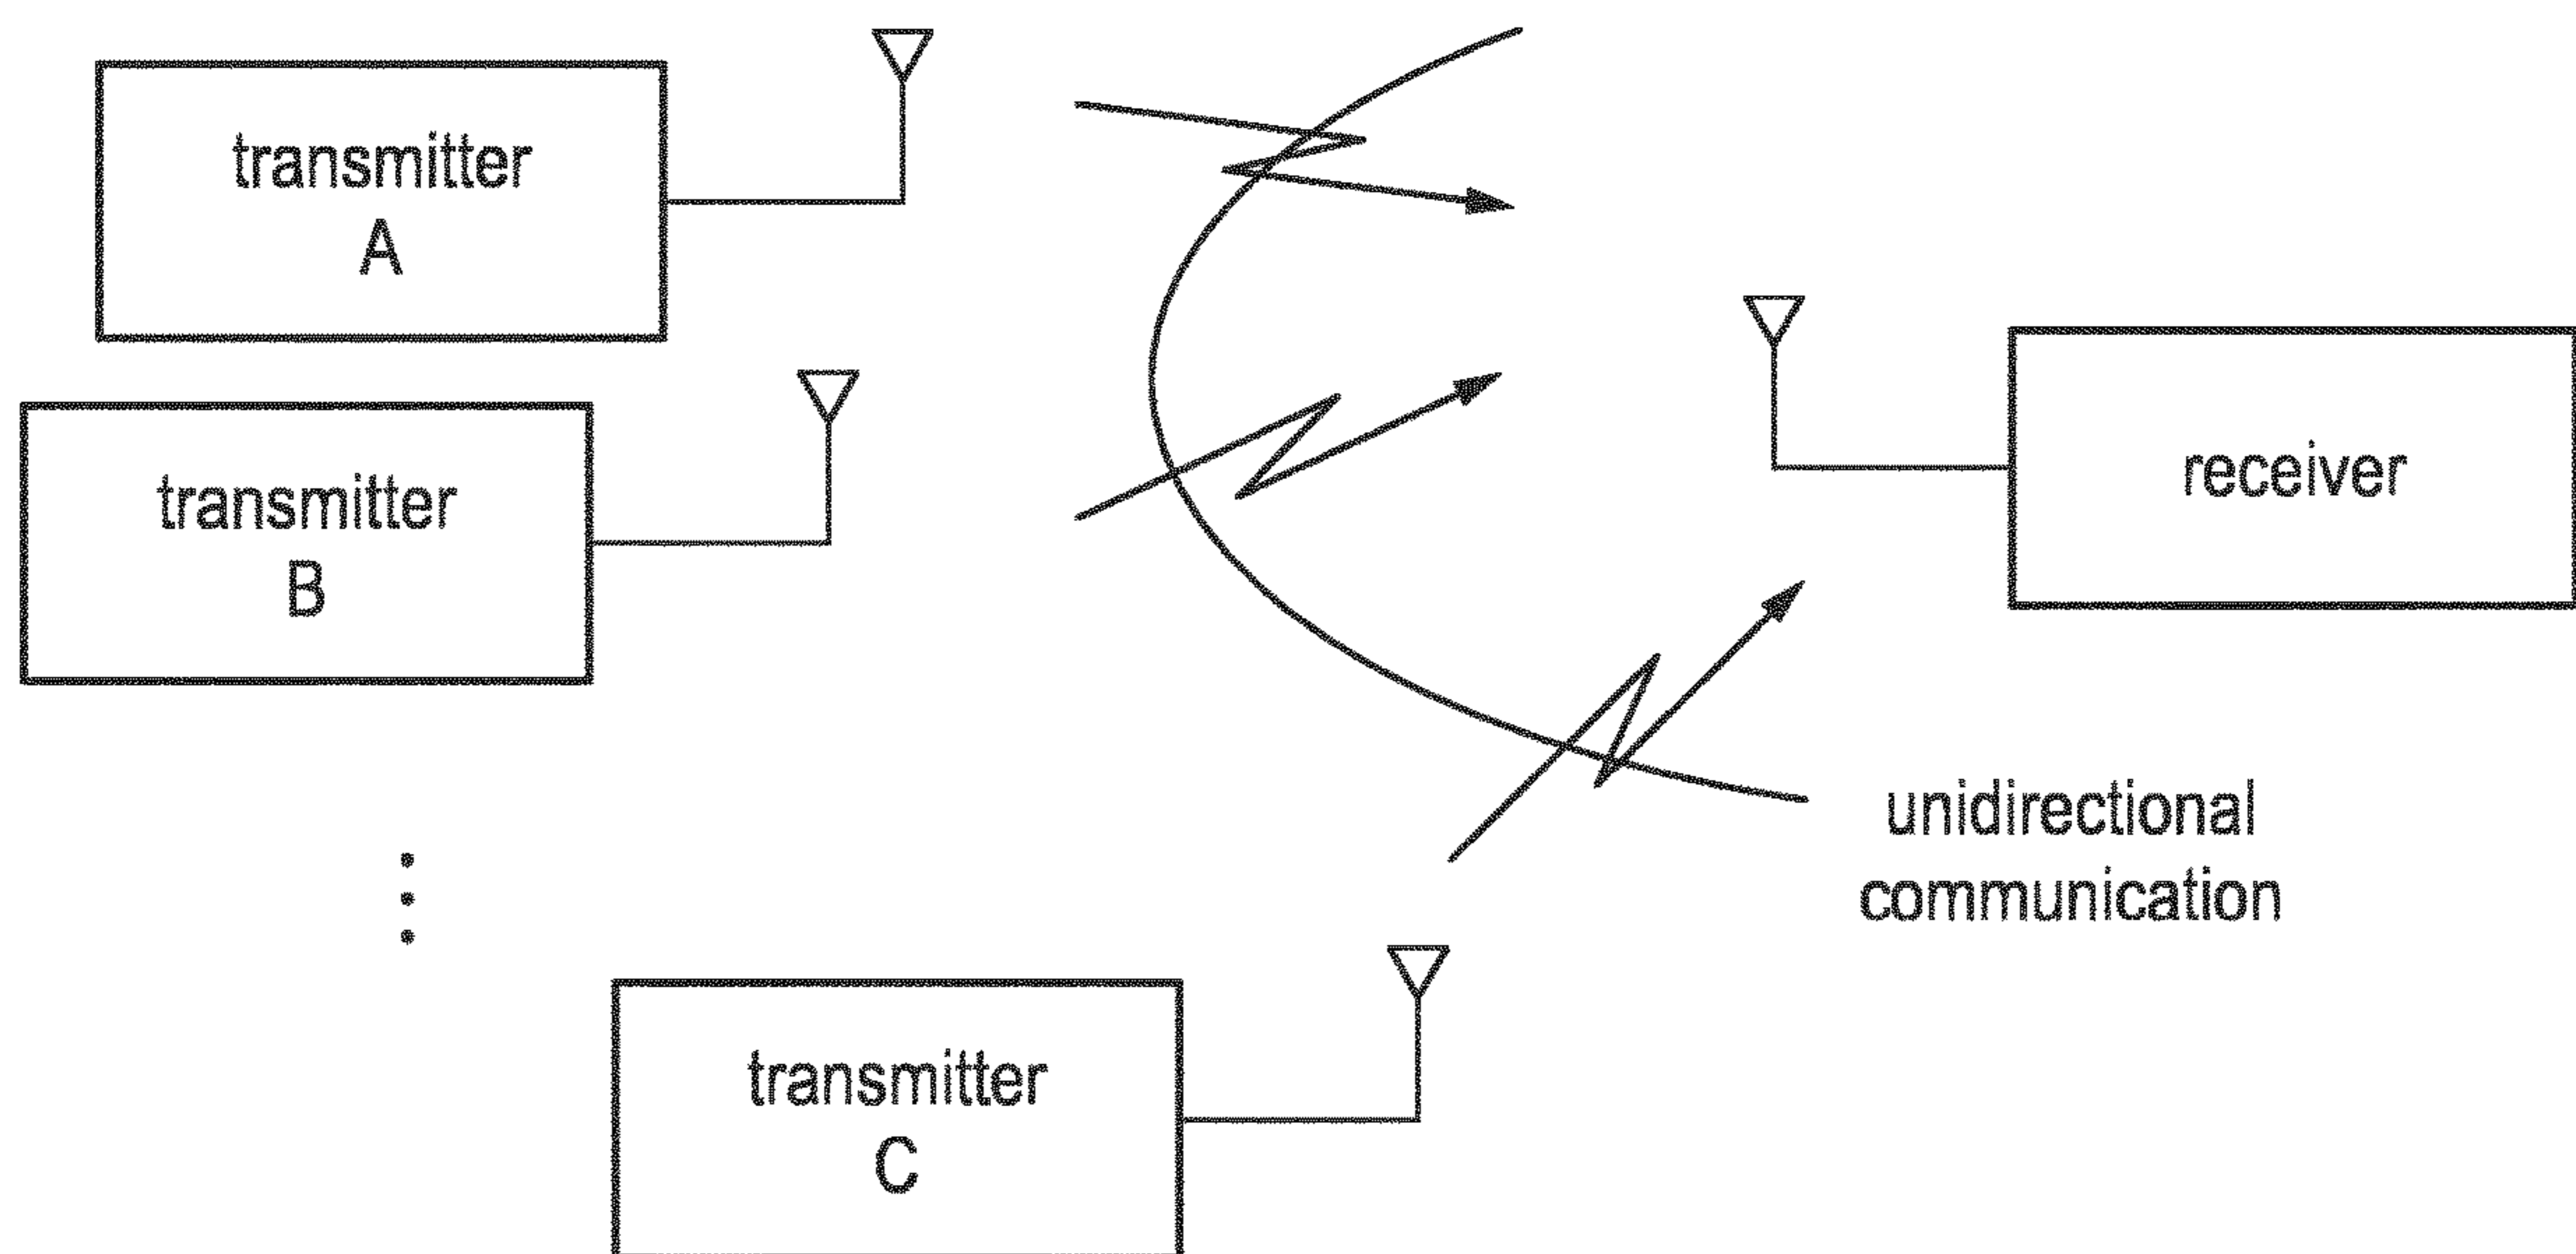 transmitter
A
transmitter
B
receiver
unidirectional
communication
transmitter
C